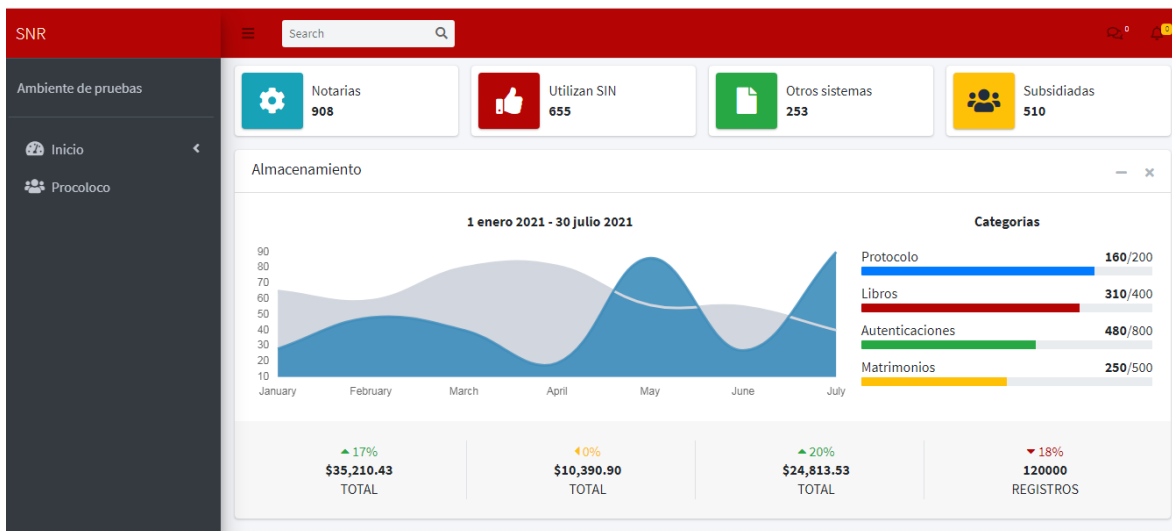 SNR
Search
0
0
Ambiente de pruebas
Inicio
Procoloco
Notarias
908
Utilizan SIN
655
Otros sistemas
253
Subsidiadas
510
Almacenamiento
1 enero 2021 - 30 julio 2021
90
80
70
60
50
40
30
20
10
January February March April May June July
Categorias
Protocolo 160/200
Libros 310/400
Autenticaciones 480/800
Matrimonios 250/500
17%
$35,210.43
TOTAL
0%
$10,390.90
TOTAL
20%
$24,813.53
TOTAL
18%
120000
REGISTROS